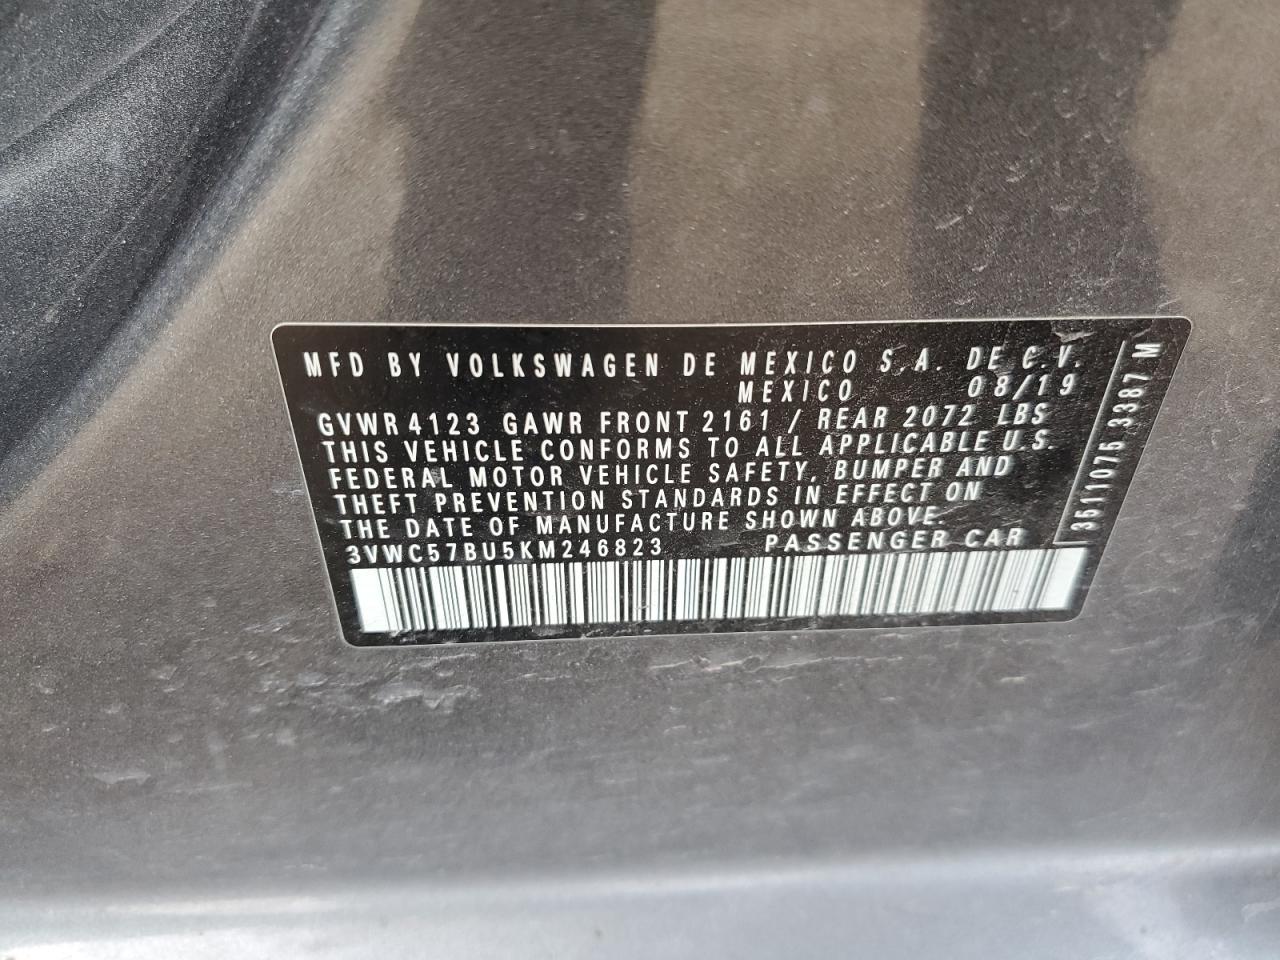 MFD BY VOLKSWAGEN DE MEXICO S.A. DE C.V.
MEXICO 08/19
GVWR 4123 GAWR FRONT 2161 / REAR 2072 LBS
THIS VEHICLE CONFORMS TO ALL APPLICABLE U.S.
FEDERAL MOTOR VEHICLE SAFETY, BUMPER AND
THEFT PREVENTION STANDARDS IN EFFECT ON
THE DATE OF MANUFACTURE SHOWN ABOVE.
3VWC57BU5KM246823 PASSENGER CAR
3511075 3387 M